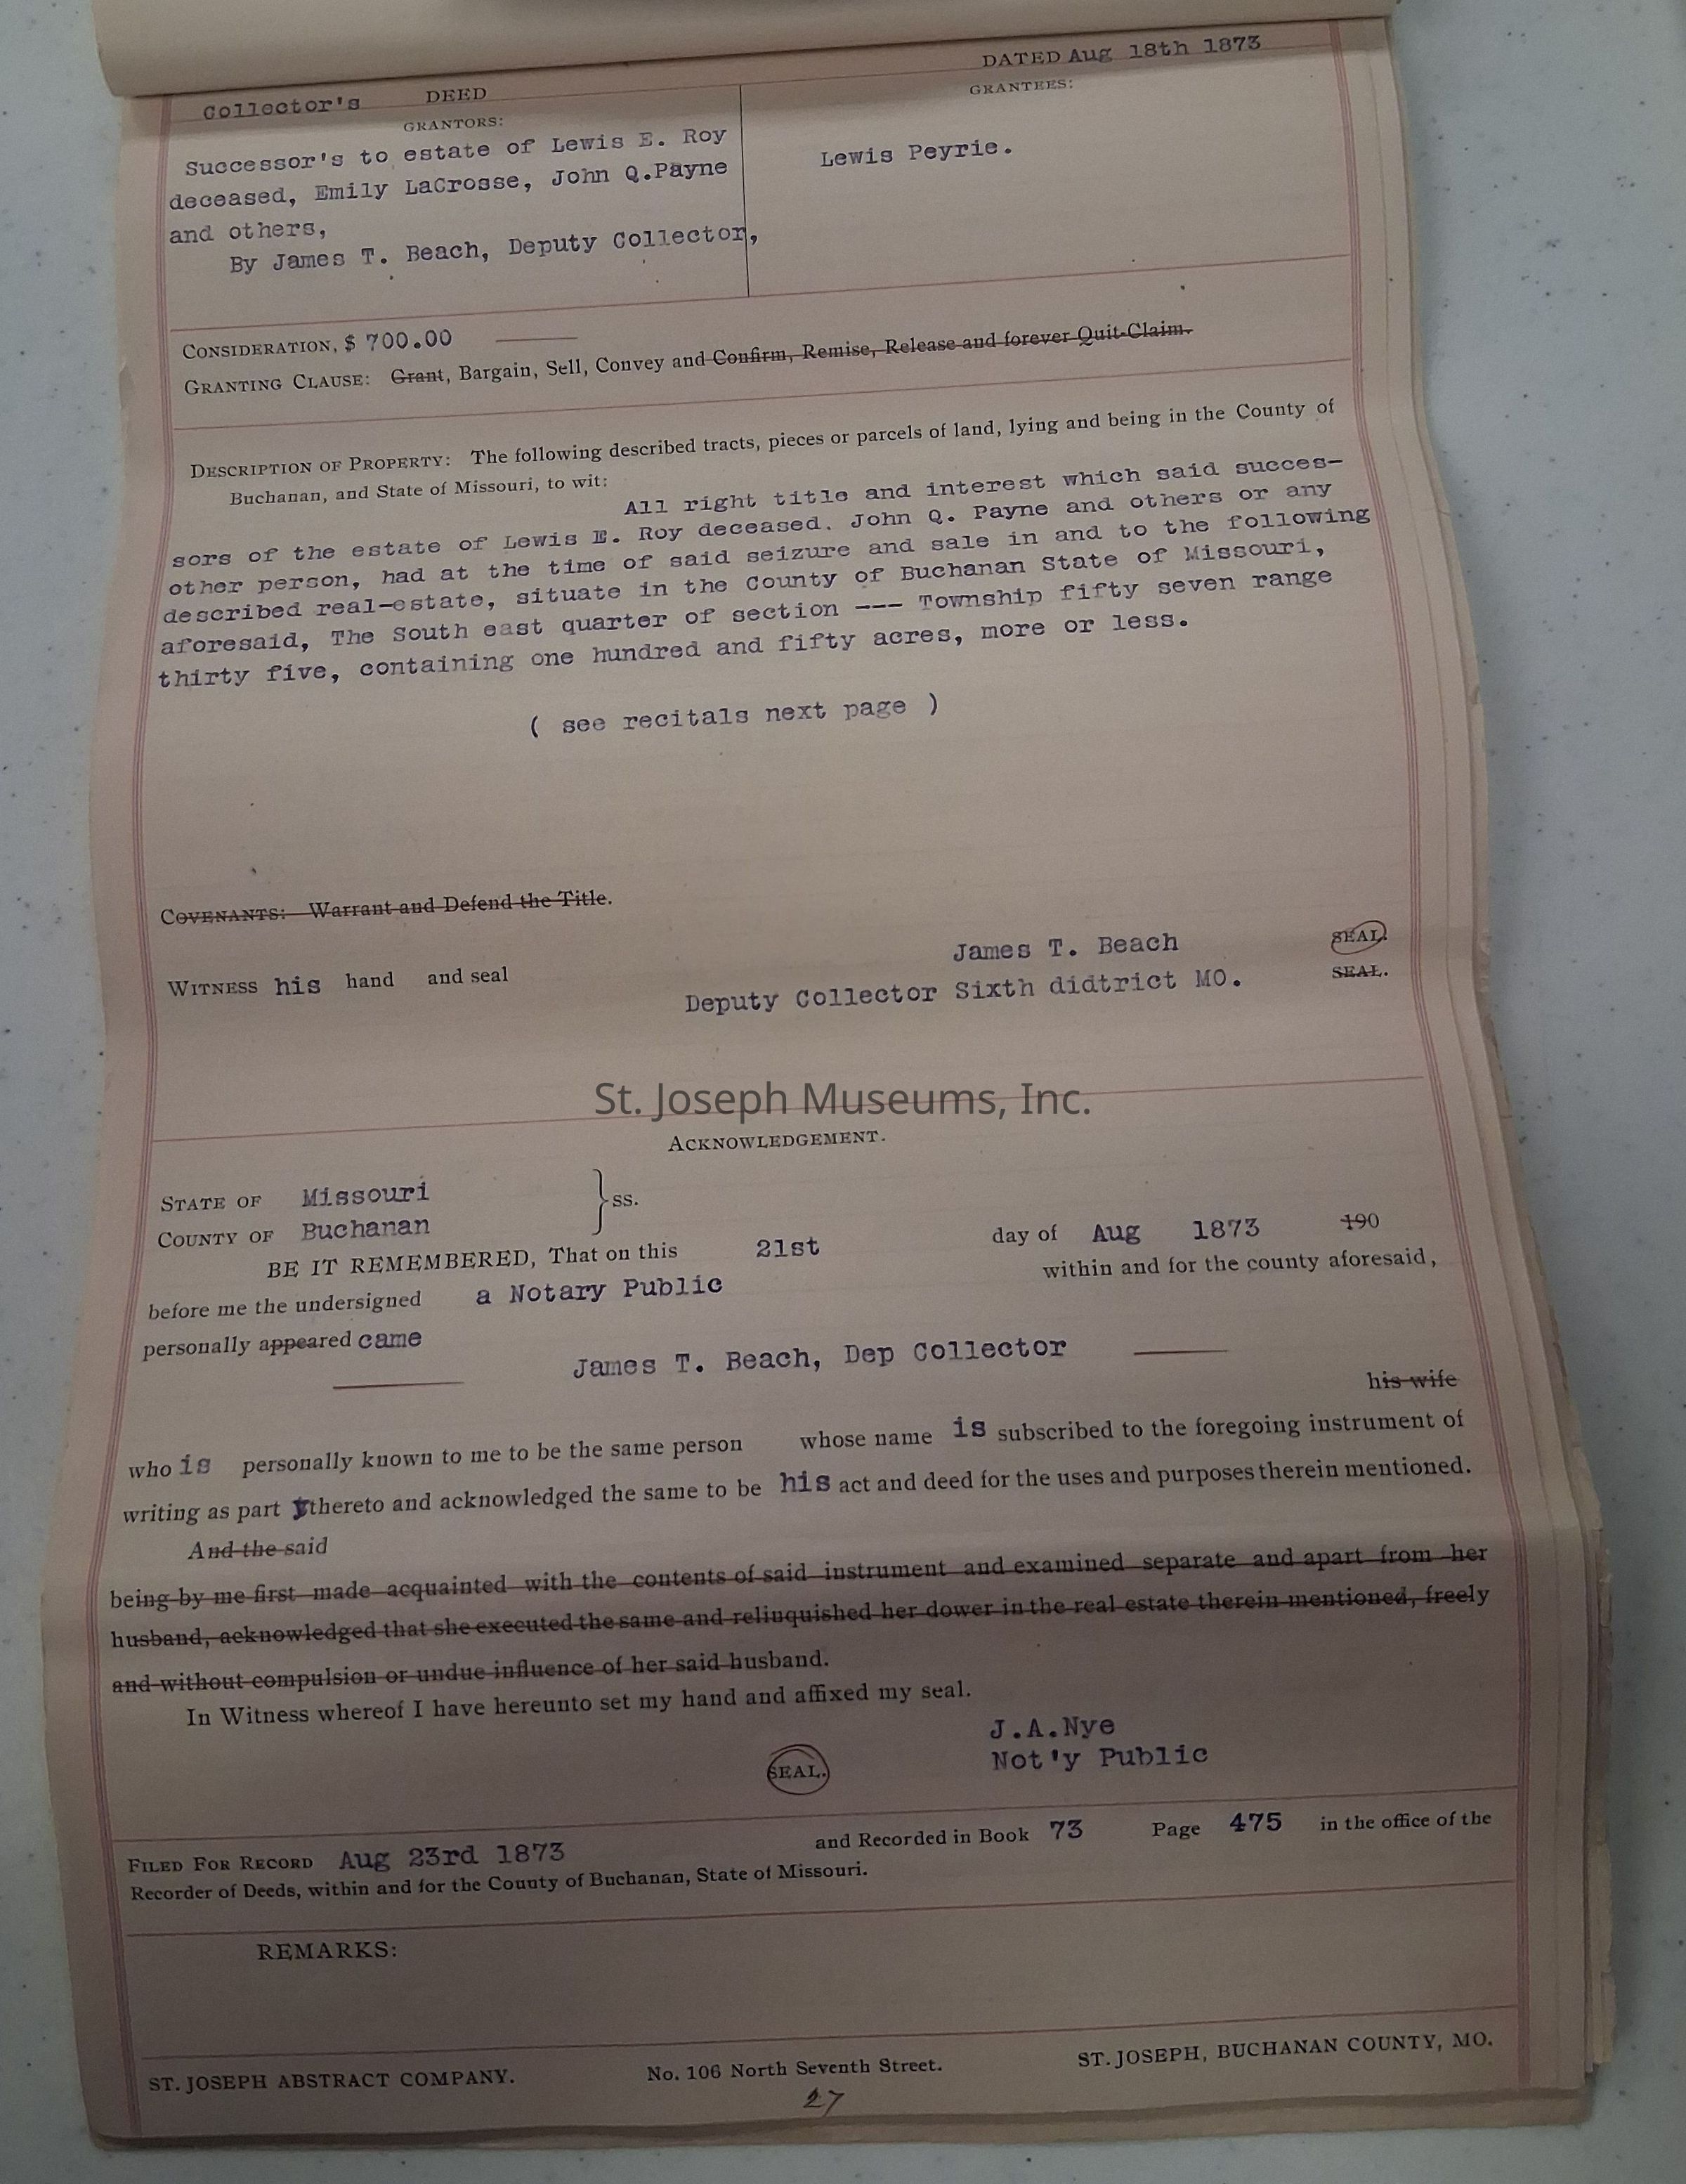 DATED Aug 18th 1873
Collector's DEED
GRANTORS:
GRANTEES:
Successor's to estate of Lewis E. Roy
deceased, Emily LaCrosse, John Q.Payne
and others,
By James T. Beach, Deputy Collector,
Lewis Peyrie.
CONSIDERATION, $ 700.00
GRANTING CLAUSE: Grant, Bargain, Sell, Convey and Confirm, Remise, Release and forever Quit-Claim.
DESCRIPTION OF PROPERTY: The following described tracts, pieces or parcels of land, lying and being in the County of
Buchanan, and State of Missouri, to wit:
All right title and interest which said succes-
sors of the estate of Lewis E. Roy deceased. John Q. Payne and others or any
other person, had at the time of said seizure and sale in and to the following
described real-estate, situate in the County of Buchanan State of Missouri,
aforesaid, The South east quarter of section --- Township fifty seven range
thirty five, containing one hundred and fifty acres, more or less.
( see recitals next page )
COVENANTS: Warrant and Defend the Title.
WITNESS his hand and seal
James T. Beach SEAL.
Deputy Collector Sixth didtrict MO. SEAL.
St. Joseph Museums, Inc.
ACKNOWLEDGEMENT.
STATE OF Missouri
COUNTY OF Buchanan } ss.
BE IT REMEMBERED, That on this 21st day of Aug 1873 190
before me the undersigned a Notary Public within and for the county aforesaid,
personally appeared came
James T. Beach, Dep Collector
his wife
who is personally known to me to be the same person whose name is subscribed to the foregoing instrument of
writing as part y thereto and acknowledged the same to be his act and deed for the uses and purposes therein mentioned.
And the said
being by me first made acquainted with the contents of said instrument and examined separate and apart from her
husband, acknowledged that she executed the same and relinquished her dower in the real estate therein mentioned, freely
and without compulsion or undue influence of her said husband.
In Witness whereof I have hereunto set my hand and affixed my seal.
J.A.Nye
SEAL. Not'y Public
FILED FOR RECORD Aug 23rd 1873 and Recorded in Book 73 Page 475 in the office of the
Recorder of Deeds, within and for the County of Buchanan, State of Missouri.
REMARKS:
ST. JOSEPH ABSTRACT COMPANY. No. 106 North Seventh Street. ST. JOSEPH, BUCHANAN COUNTY, MO.
27